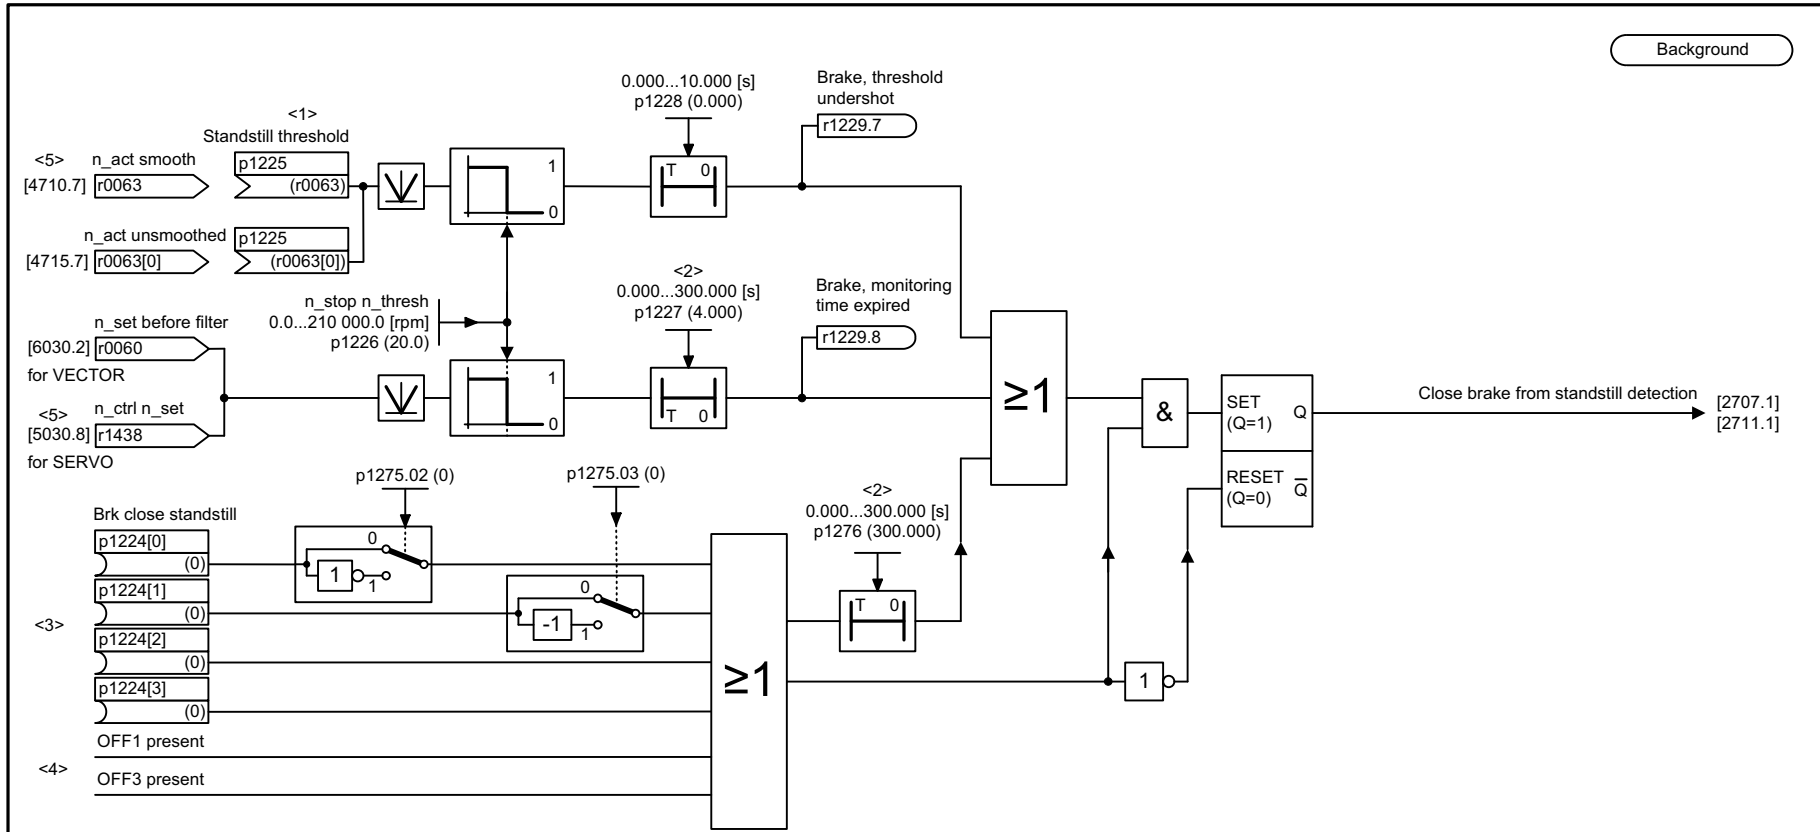 Background
0.000...10.000 [s]
p1228 (0.000)
Brake, threshold
undershot
r1229.7
<1>
Standstill threshold
<5>
n_act smooth
p1225
[4710.7]
r0063
(r0063)
1
0
T 0
n_act unsmoothed
p1225
[4715.7]
r0063[0]
(r0063[0])
n_stop n_thresh
0.0...210 000.0 [rpm]
p1226 (20.0)
<2>
0.000...300.000 [s]
p1227 (4.000)
Brake, monitoring
time expired
r1229.8
n_set before filter
[6030.2]
r0060
for VECTOR
<5>
n_ctrl n_set
[5030.8]
r1438
for SERVO
1
0
T 0
≥1
&
SET
(Q=1)
Q
RESET
(Q=0)
Q̅
Close brake from standstill detection
[2707.1]
[2711.1]
p1275.02 (0)
p1275.03 (0)
<2>
0.000...300.000 [s]
p1276 (300.000)
Brk close standstill
p1224[0]
(0)
0
1
1
p1224[1]
(0)
0
-1
1
<3>
p1224[2]
(0)
p1224[3]
(0)
T 0
≥1
1
OFF1 present
<4>
OFF3 present